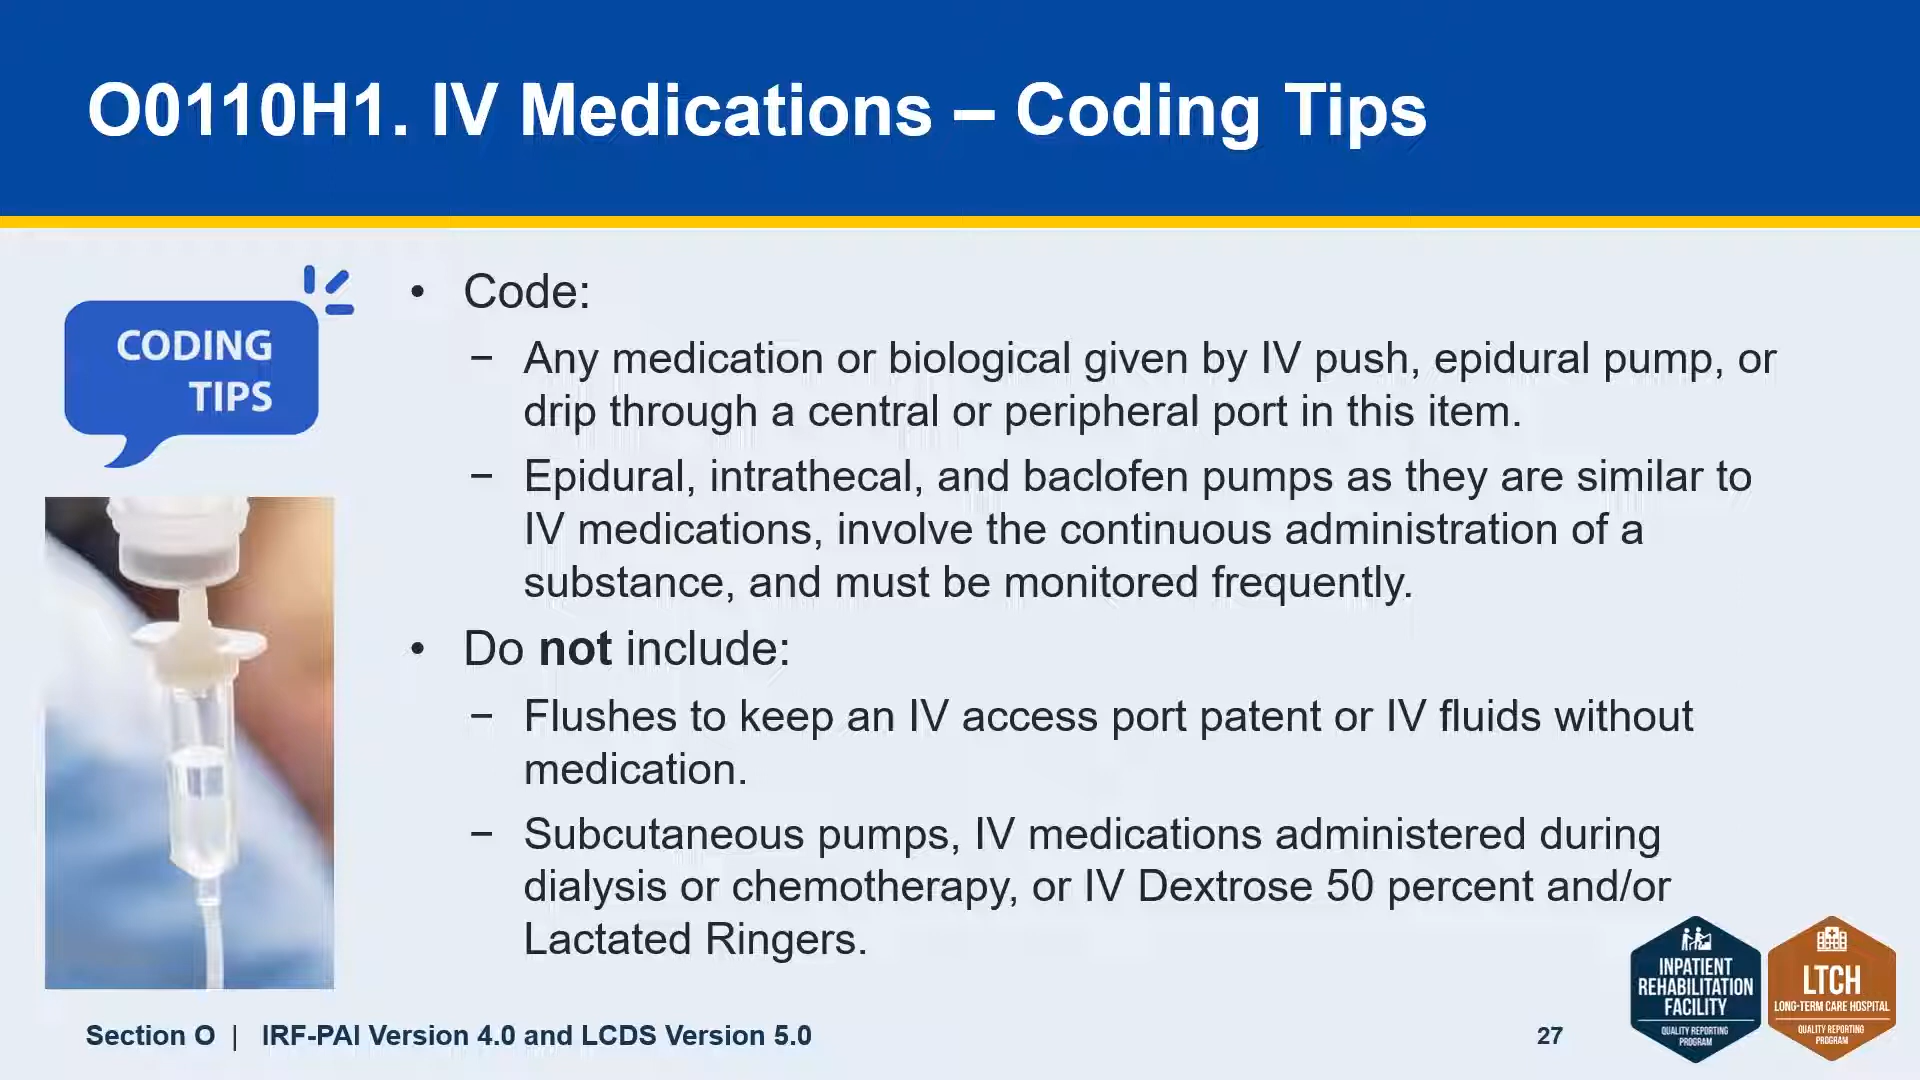 O0110H1. IV Medications – Coding Tips
CODING
TIPS
• Code:
− Any medication or biological given by IV push, epidural pump, or
drip through a central or peripheral port in this item.
− Epidural, intrathecal, and baclofen pumps as they are similar to
IV medications, involve the continuous administration of a
substance, and must be monitored frequently.
• Do not include:
− Flushes to keep an IV access port patent or IV fluids without
medication.
− Subcutaneous pumps, IV medications administered during
dialysis or chemotherapy, or IV Dextrose 50 percent and/or
Lactated Ringers.
Section O | IRF-PAI Version 4.0 and LCDS Version 5.0
27
INPATIENT
REHABILITATION
FACILITY
QUALITY REPORTING
PROGRAM
LTCH
LONG-TERM CARE HOSPITAL
QUALITY REPORTING
PROGRAM